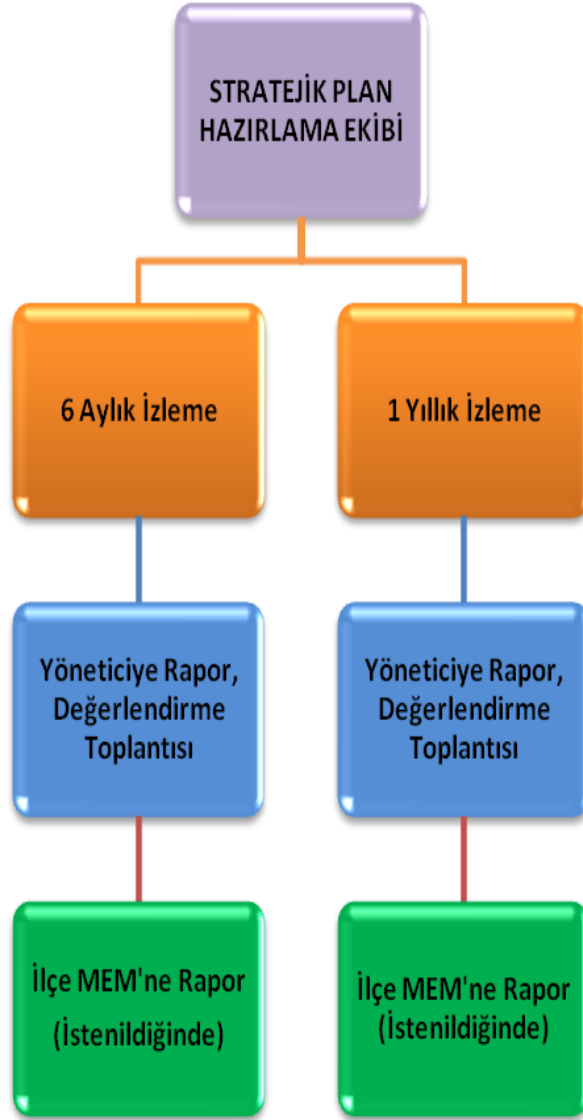 STRATEJİK PLAN
HAZIRLAMA EKİBİ
6 Aylık İzleme
1 Yıllık İzleme
Yöneticiye Rapor,
Değerlendirme
Toplantısı
Yöneticiye Rapor,
Değerlendirme
Toplantısı
İlçe MEM'ne Rapor
(İstenildiğinde)
İlçe MEM'ne Rapor
(İstenildiğinde)